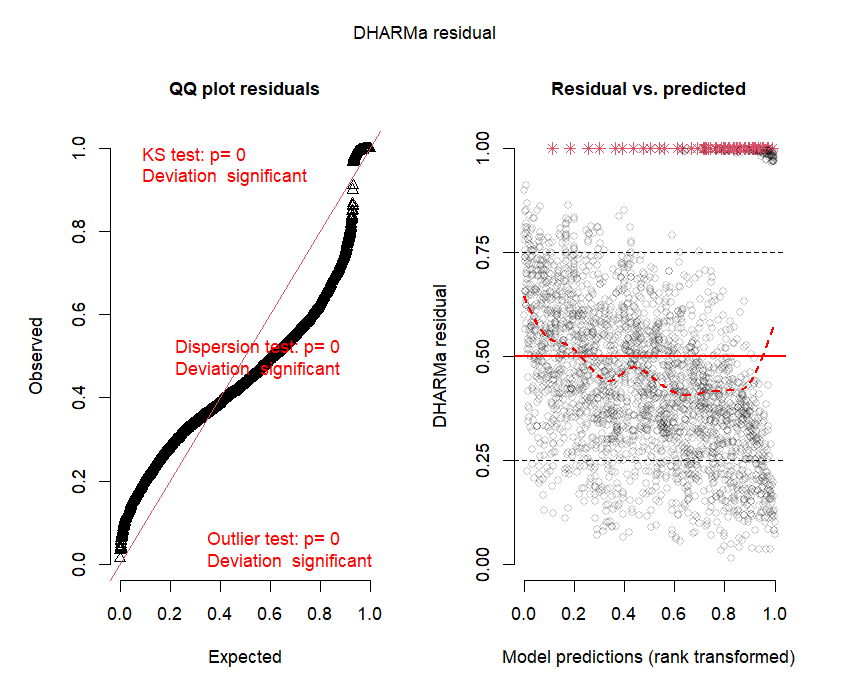 DHARMa residual
QQ plot residuals
KS test: p= 0
Deviation  significant
Dispersion test: p= 0
Deviation  significant
Outlier test: p= 0
Deviation  significant
Observed
0.0
0.2
0.4
0.6
0.8
1.0
0.0 0.2 0.4 0.6 0.8 1.0
Expected
Residual vs. predicted
DHARMa residual
0.00
0.25
0.50
0.75
1.00
0.0 0.2 0.4 0.6 0.8 1.0
Model predictions (rank transformed)